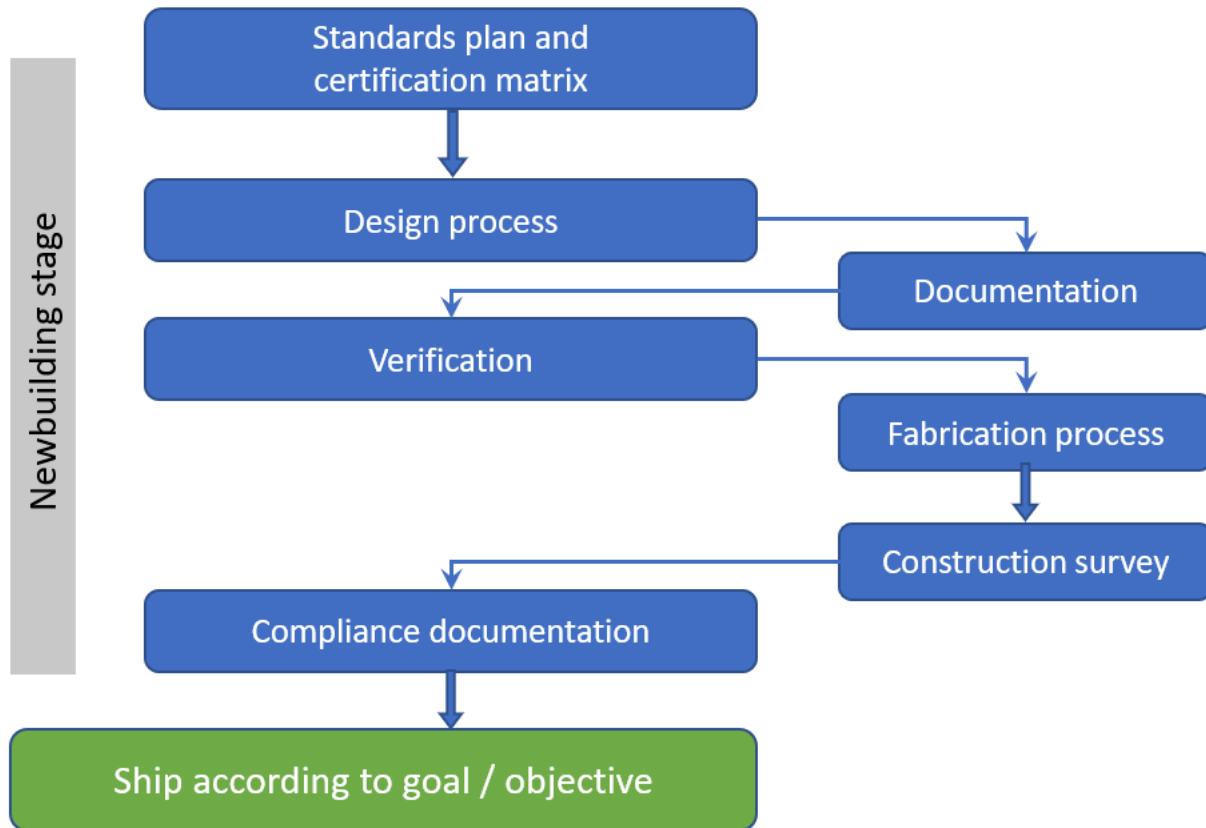 Newbuilding stage
Standards plan and
certification matrix
Design process
Documentation
Verification
Fabrication process
Construction survey
Compliance documentation
Ship according to goal / objective